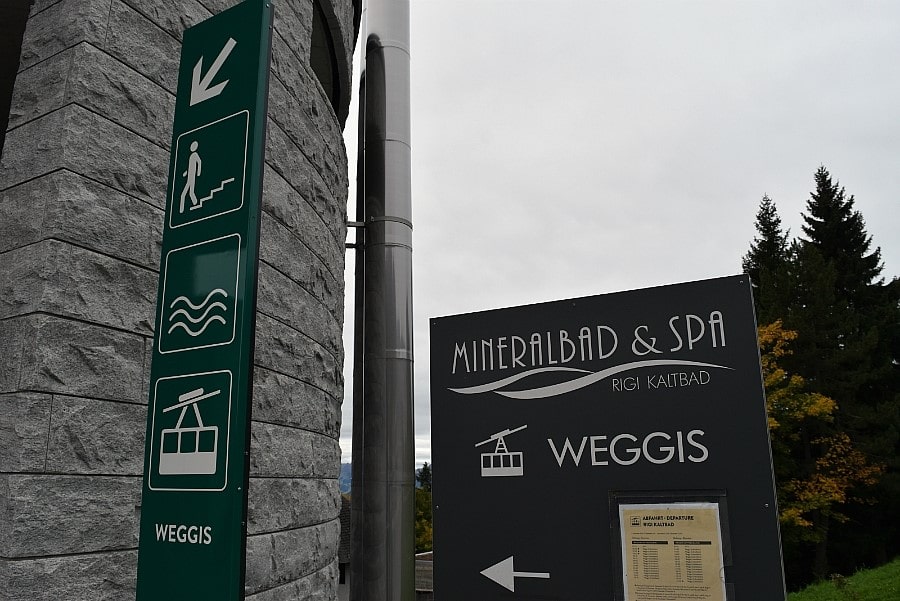 WEGGIS
MINERALBAD & SPA
RIGI KALTBAD
WEGGIS
ABFAHRT · DEPARTURE
RIGI KALTBAD